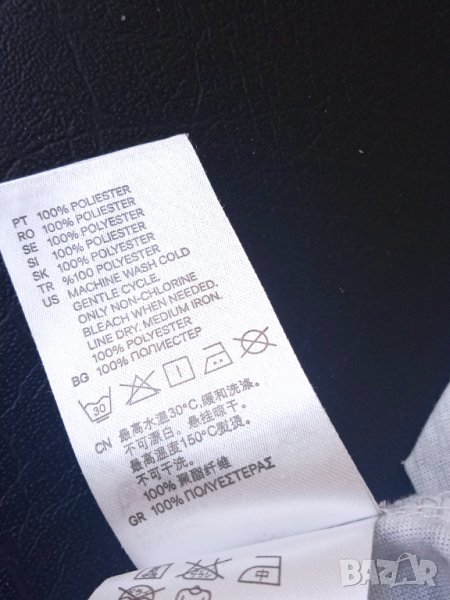 PT 100% POLIESTER
RO 100% POLIESTER
SE 100% POLYESTER
SI 100% POLIESTER
SK 100% POLYESTER
TR %100 POLYESTER
US MACHINE WASH COLD
GENTLE CYCLE.
ONLY NON-CHLORINE
BLEACH WHEN NEEDED.
LINE DRY. MEDIUM IRON.
100% POLYESTER
BG 100% ПОЛИЕСТЕР
30
CN 最高水温30°C,缓和洗涤。
不可漂白。悬挂晾干。
最高温度150°C熨烫。
不可干洗。
100% 聚酯纤维
GR 100% ΠΟΛΥΕΣΤΕΡΑΣ
中
BAZAR